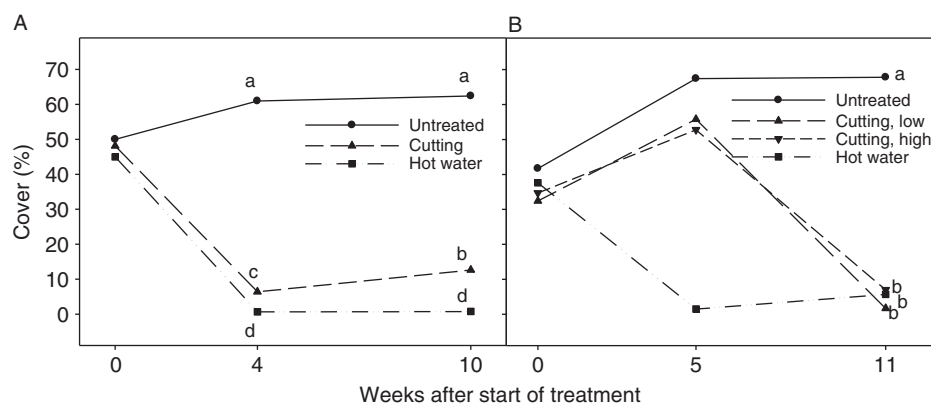 A
B
Cover (%)
70
60
50
40
30
20
10
0
a
a
Untreated
Cutting
Hot water
c
b
d
d
0
4
10
a
Untreated
Cutting, low
Cutting, high
Hot water
b
b
b
0
5
11
Weeks after start of treatment